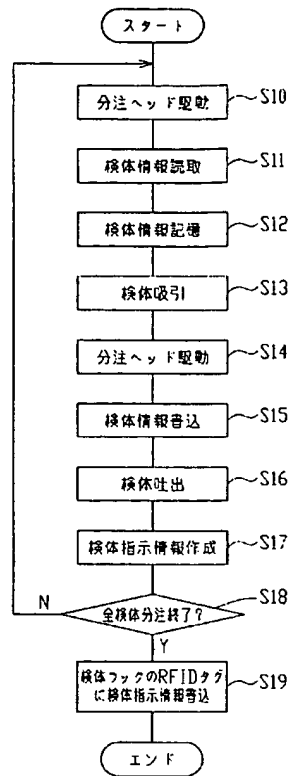 スタート
分注ヘッド駆動 S10
検体情報読取 S11
検体情報記憶 S12
検体吸引 S13
分注ヘッド駆動 S14
検体情報書込 S15
検体吐出 S16
検体指示情報作成 S17
全検体分注終了? S18
N
Y
検体ラックのRFIDタグ
に検体指示情報書込 S19
エンド